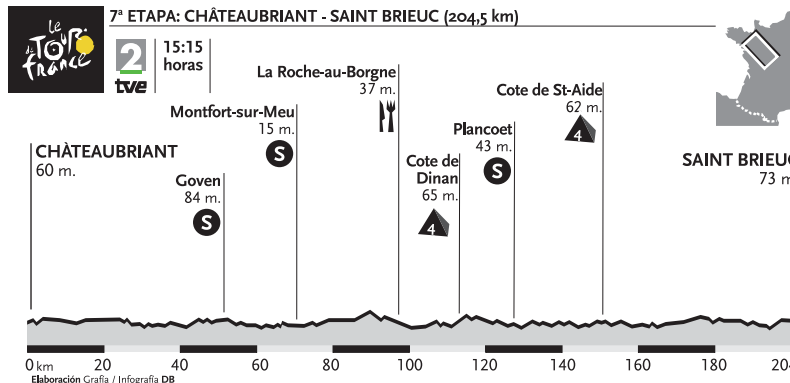 le
TOUR
de
france
7ª ETAPA: CHÂTEAUBRIANT - SAINT BRIEUC (204,5 km)
2
tve
15:15
horas
La Roche-au-Borgne
37 m.
Cote de St-Aide
62 m.
4
Montfort-sur-Meu
15 m.
S
Plancoet
43 m.
S
CHÀTEAUBRIANT
60 m.
Cote de
Dinan
65 m.
4
SAINT BRIEUC
73 m
Goven
84 m.
S
0 km 20 40 60 80 100 120 140 160 180 204
Elaboración Grafía / Infografía DB